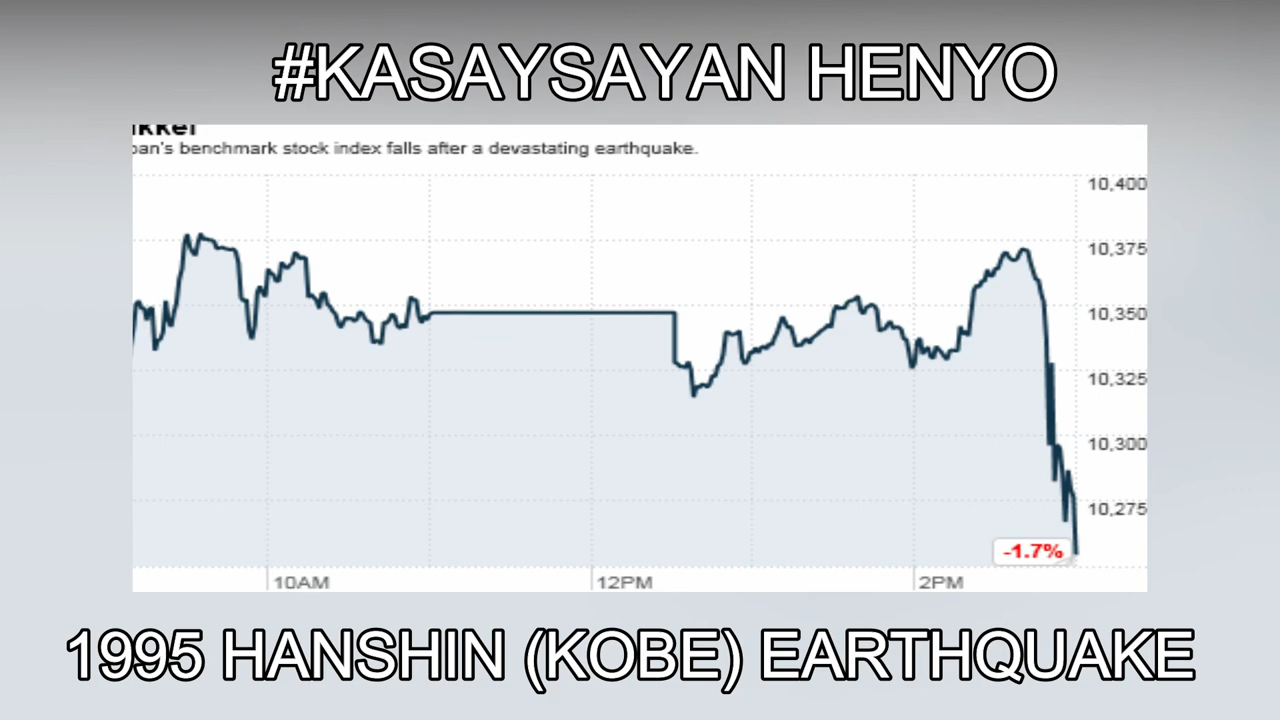 #KASAYSAYAN HENYO
ikkei
pan's benchmark stock index falls after a devastating earthquake.
10,400
10,375
10,350
10,325
10,300
10,275
-1.7%
10AM 12PM 2PM
1995 HANSHIN (KOBE) EARTHQUAKE